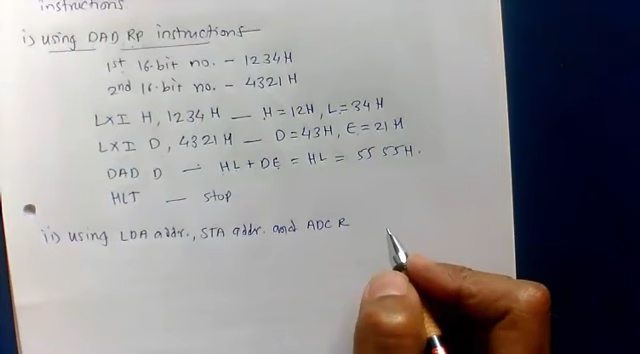 instructions
i) using DAD RP instructions
1st 16-bit no. - 1234H
2nd 16-bit no. - 4321H
LXI H, 1234H — H=12H, L=34H
LXI D, 4321H — D=43H, E=21H
DAD D — HL+DE = HL = 5555H.
HLT — stop
ii) using LDA addr., STA addr. and ADC R